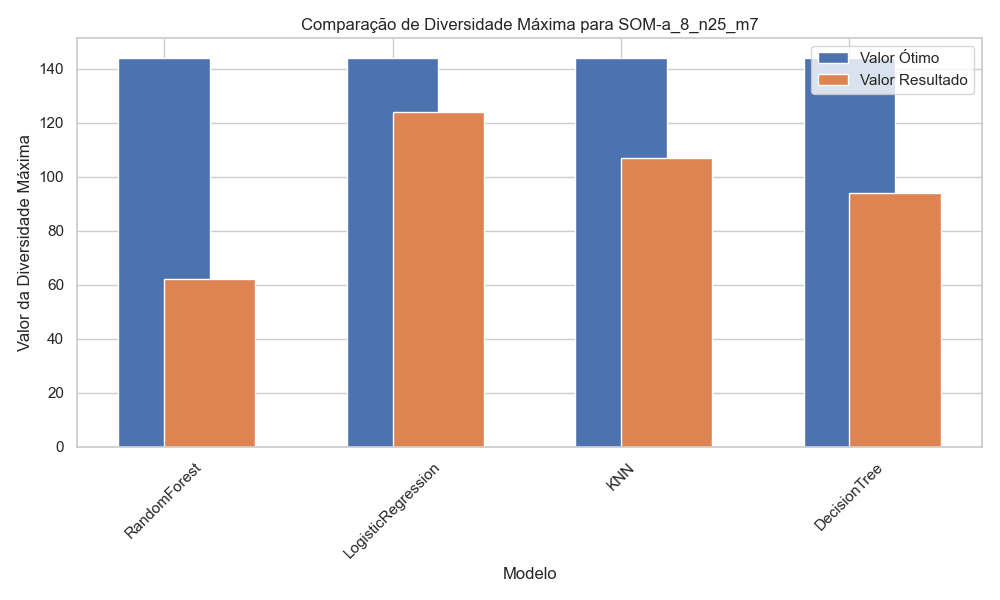 Comparação de Diversidade Máxima para SOM-a_8_n25_m7
Valor Ótimo
Valor Resultado
Valor da Diversidade Máxima
140
120
100
80
60
40
20
0
RandomForest
LogisticRegression
KNN
DecisionTree
Modelo